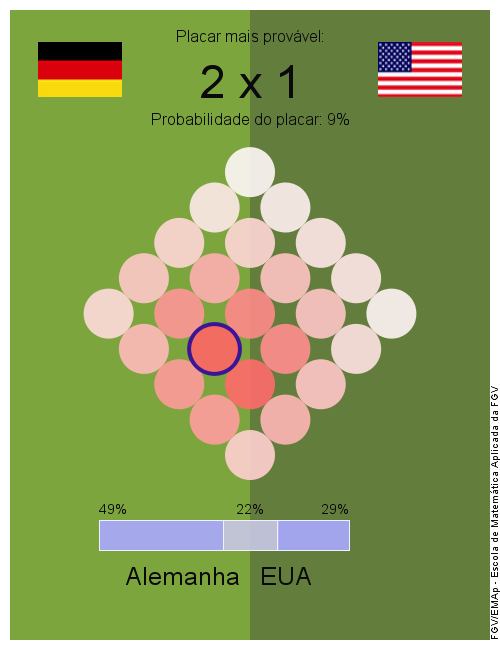 Placar mais provável:
2 x 1
Probabilidade do placar: 9%
49%
22%
29%
Alemanha
EUA
FGV/EMAp - Escola de Matemática Aplicada da FGV